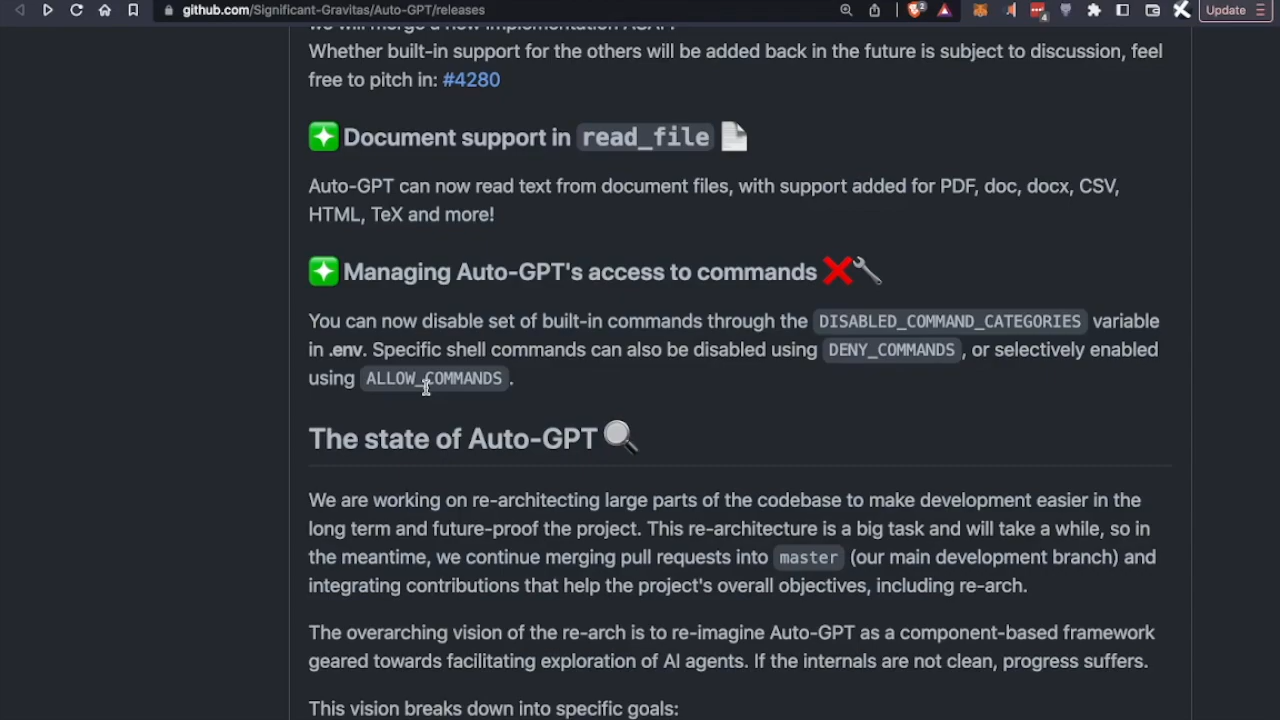 github.com/Significant-Gravitas/Auto-GPT/releases
2
4
Update
we will merge a new implementation ASAP.
Whether built-in support for the others will be added back in the future is subject to discussion, feel
free to pitch in: #4280
Document support in read_file
Auto-GPT can now read text from document files, with support added for PDF, doc, docx, CSV,
HTML, TeX and more!
Managing Auto-GPT's access to commands
You can now disable set of built-in commands through the DISABLED_COMMAND_CATEGORIES variable
in .env. Specific shell commands can also be disabled using DENY_COMMANDS, or selectively enabled
using ALLOW_COMMANDS.
The state of Auto-GPT
We are working on re-architecting large parts of the codebase to make development easier in the
long term and future-proof the project. This re-architecture is a big task and will take a while, so in
the meantime, we continue merging pull requests into master (our main development branch) and
integrating contributions that help the project's overall objectives, including re-arch.
The overarching vision of the re-arch is to re-imagine Auto-GPT as a component-based framework
geared towards facilitating exploration of AI agents. If the internals are not clean, progress suffers.
This vision breaks down into specific goals: